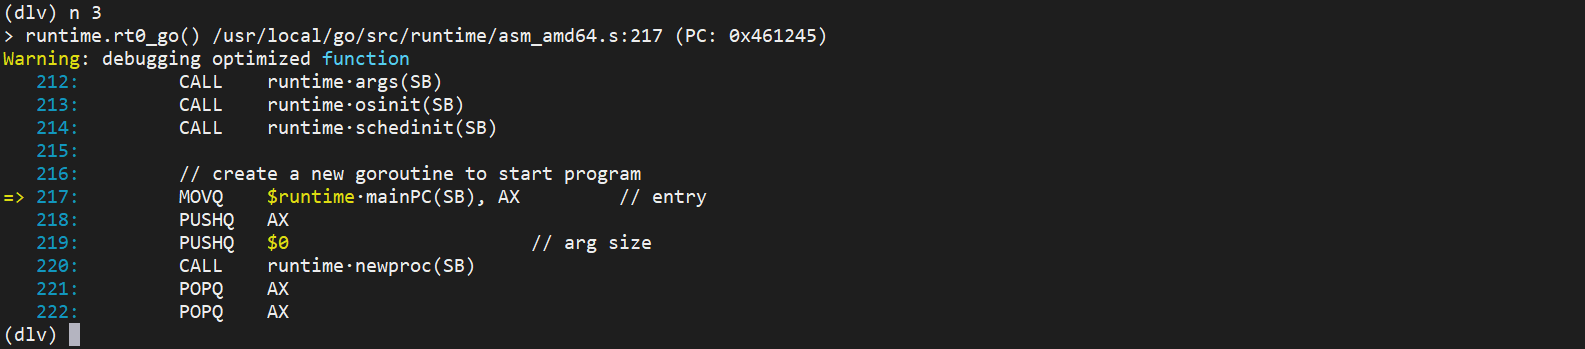 (dlv) n 3
> runtime.rt0_go() /usr/local/go/src/runtime/asm_amd64.s:217 (PC: 0x461245)
Warning: debugging optimized function
   212:         CALL    runtime·args(SB)
   213:         CALL    runtime·osinit(SB)
   214:         CALL    runtime·schedinit(SB)
   215:
   216:         // create a new goroutine to start program
=> 217:         MOVQ    $runtime·mainPC(SB), AX         // entry
   218:         PUSHQ   AX
   219:         PUSHQ   $0                      // arg size
   220:         CALL    runtime·newproc(SB)
   221:         POPQ    AX
   222:         POPQ    AX
(dlv)